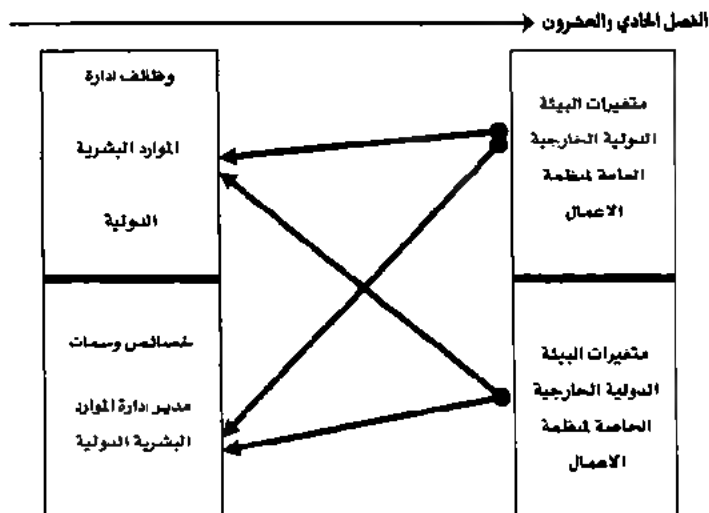 الفصل الحادي والعشرون
متغيرات البيئة
الدولية الخارجية
العامة لمنظمة
الاعمال
متغيرات البيئة
الدولية الخارجية
الخاصة لمنظمة
الاعمال
وظائف ادارة
الموارد البشرية
الدولية
خصائص وسمات
مدير ادارة الموارد
البشرية الدولية